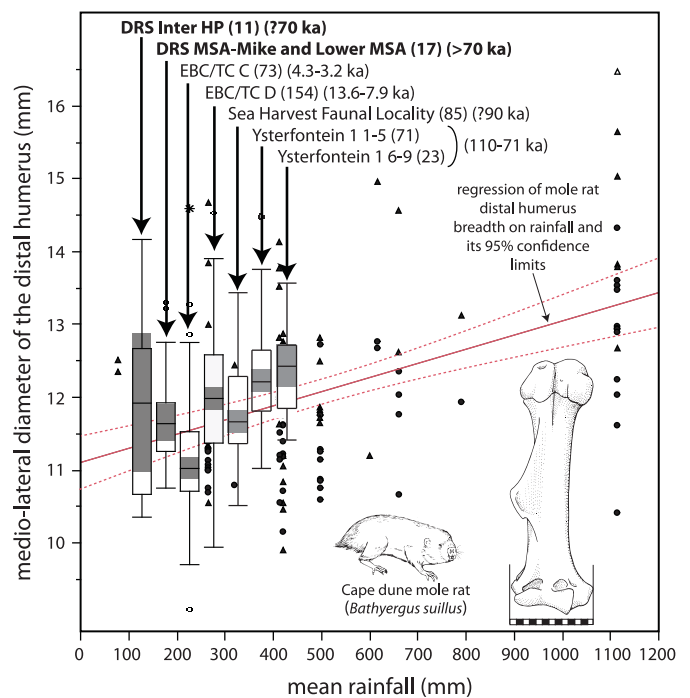 DRS Inter HP (11) (?70 ka)
DRS MSA-Mike and Lower MSA (17) (>70 ka)
EBC/TC C (73) (4.3-3.2 ka)
EBC/TC D (154) (13.6-7.9 ka)
Sea Harvest Faunal Locality (85) (?90 ka)
Ysterfontein 1 1-5 (71)
Ysterfontein 1 6-9 (23)
(110-71 ka)
regression of mole rat
distal humerus
breadth on rainfall and
its 95% confidence
limits
medio-lateral diameter of the distal humerus (mm)
16
15
14
13
12
11
10
Cape dune mole rat
(Bathyergus suillus)
0 100 200 300 400 500 600 700 800 900 1000 1100 1200
mean rainfall (mm)